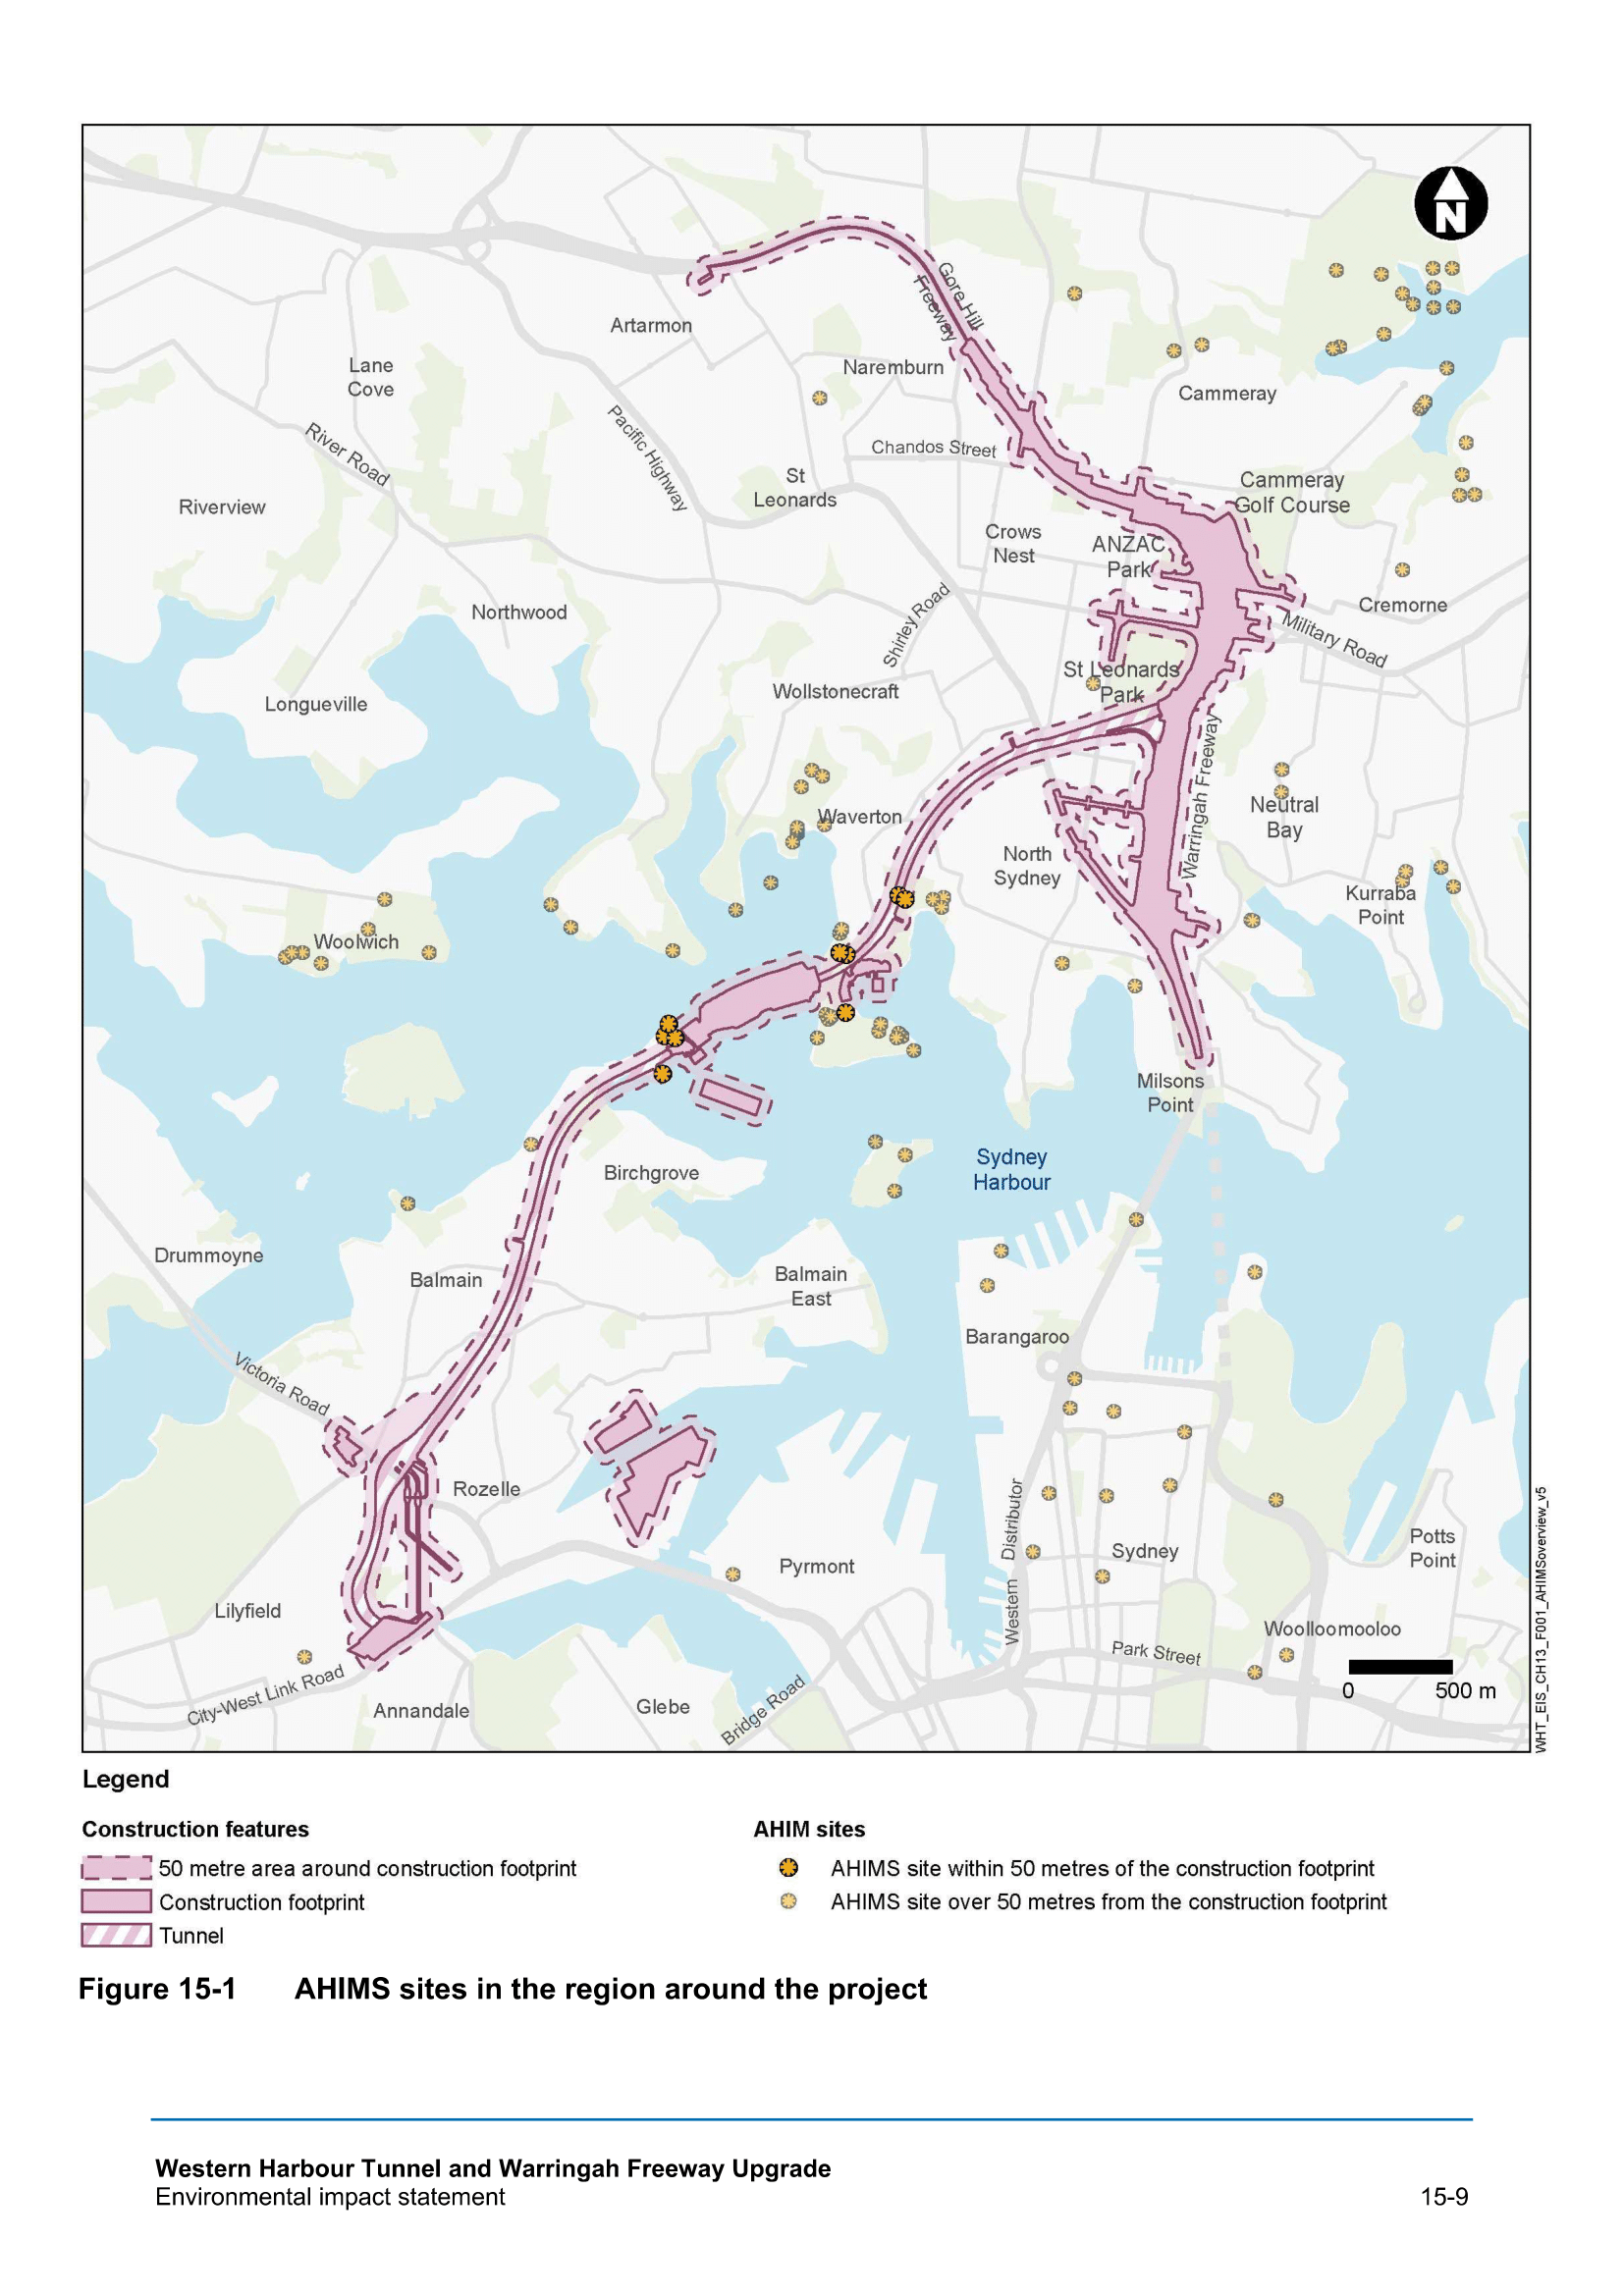 N
Gore Hill
Freeway
Artarmon
Lane
Cove
Naremburn
Cammeray
Pacific Highway
River Road
Chandos Street
St
Leonards
Cammeray
Golf Course
Riverview
Crows
Nest
ANZAC
Park
Northwood
Shirley Road
Cremorne
Military Road
St Leonards
Park
Longueville
Wollstonecraft
Warringah Freeway
Waverton
Neutral
Bay
North
Sydney
Kurraba
Point
Woolwich
Milsons
Point
Birchgrove
Sydney
Harbour
Drummoyne
Balmain
Balmain
East
Barangaroo
Victoria Road
Rozelle
Western Distributor
Potts
Point
Pyrmont
Sydney
Lilyfield
Woolloomooloo
Park Street
City-West Link Road
Annandale
Glebe
Bridge Road
0 500 m
WHT_EIS_CH13_F001_AHIMSoverview_v5
Legend
Construction features
50 metre area around construction footprint
Construction footprint
Tunnel
AHIM sites
AHIMS site within 50 metres of the construction footprint
AHIMS site over 50 metres from the construction footprint
Figure 15-1 AHIMS sites in the region around the project
Western Harbour Tunnel and Warringah Freeway Upgrade
Environmental impact statement 15-9